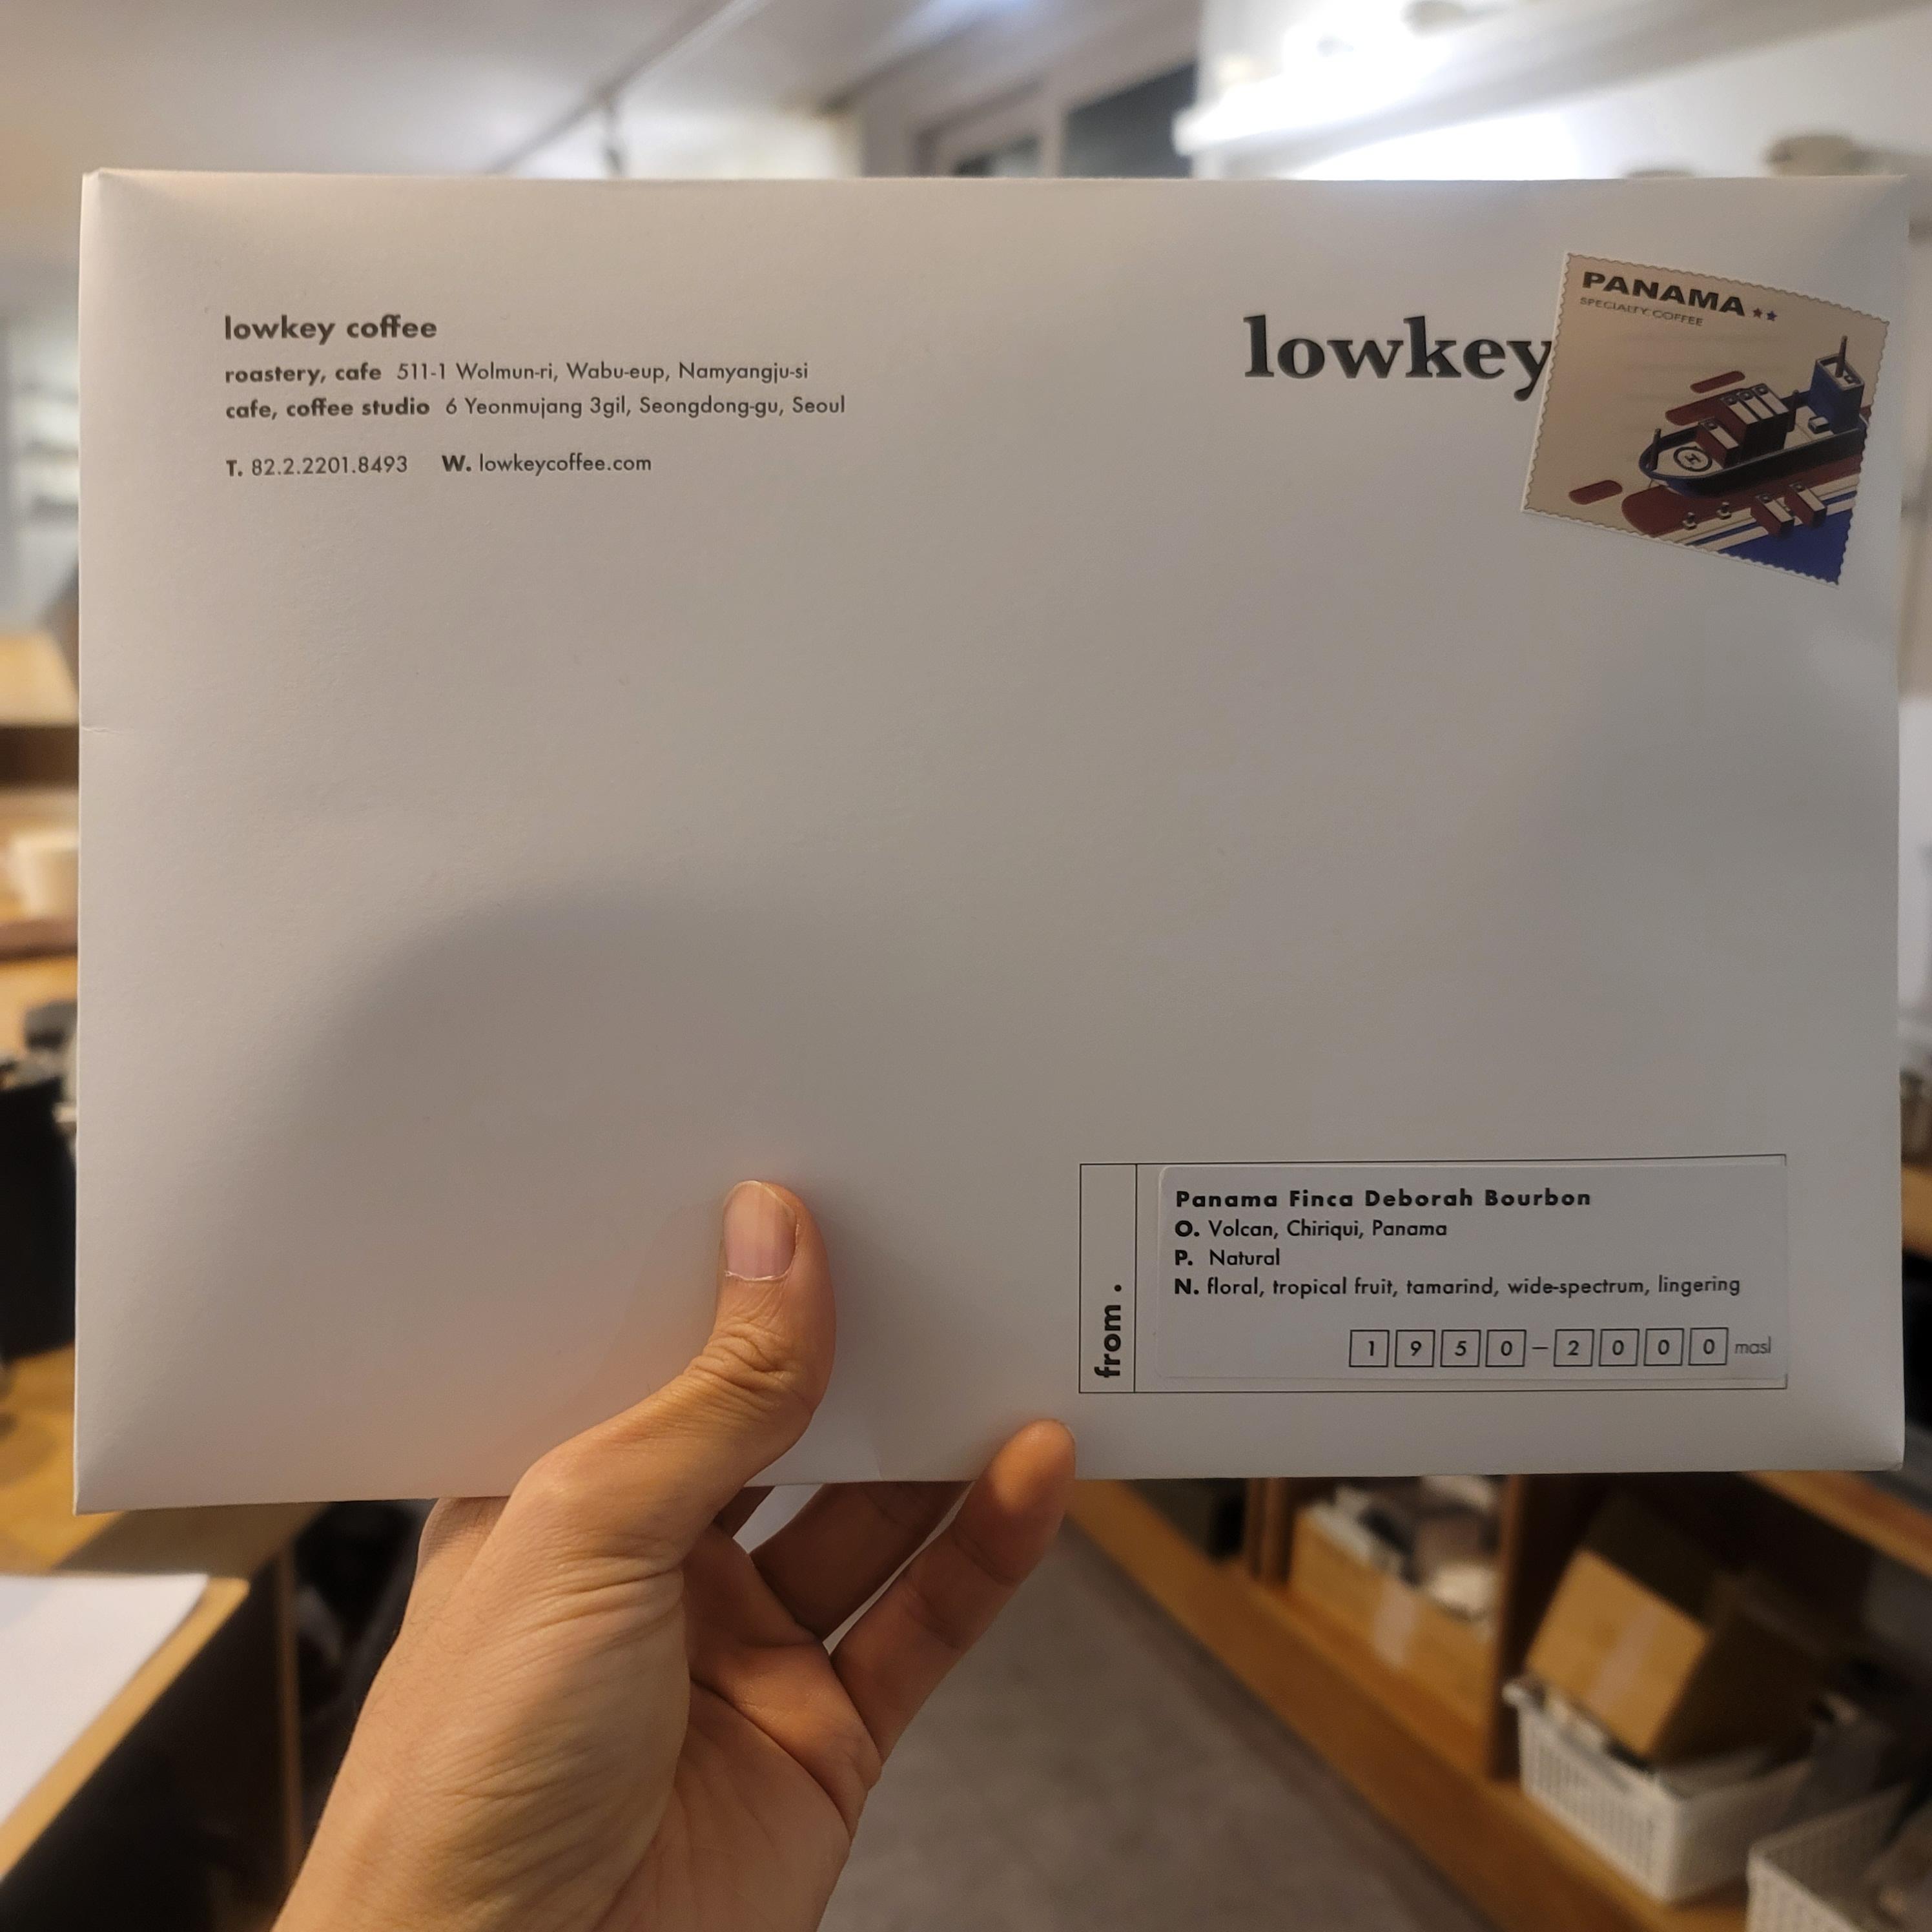 lowkey coffee
roastery, cafe 511-1 Wolmun-ri, Wabu-eup, Namyangju-si
cafe, coffee studio 6 Yeonmujang 3gil, Seongdong-gu, Seoul
T. 82.2.2201.8493 W. lowkeycoffee.com
lowkey
PANAMA ★★
SPECIALTY COFFEE
H
from.
Panama Finca Deborah Bourbon
O. Volcan, Chiriqui, Panama
P. Natural
N. floral, tropical fruit, tamarind, wide-spectrum, lingering
1950–2000 masl